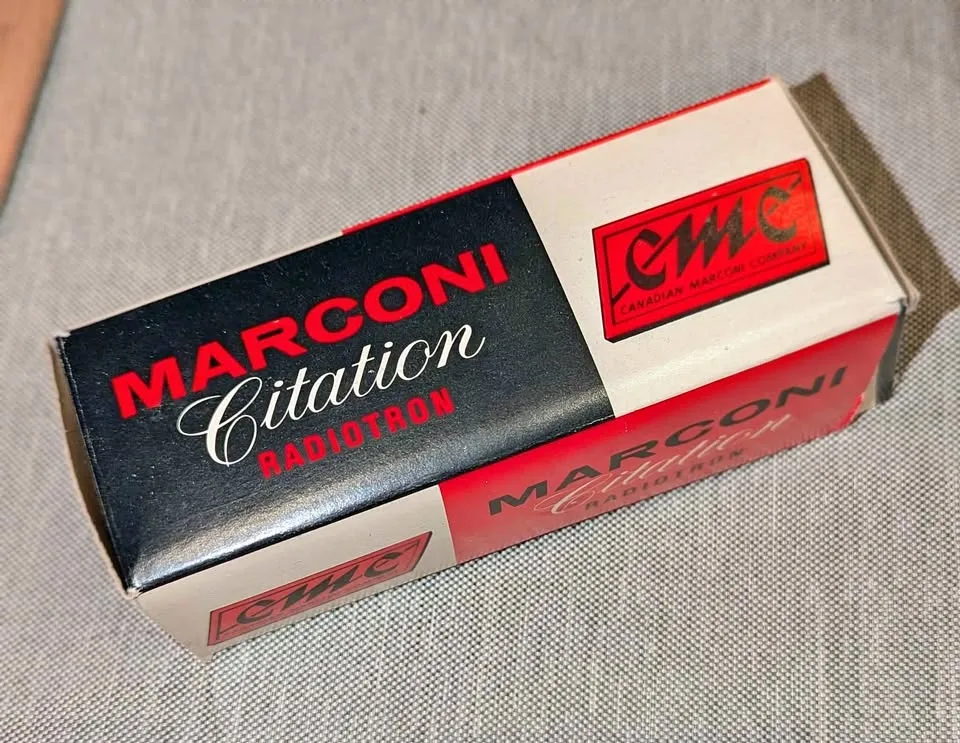 MARCONI
Citation
RADIOTRON
CMC
CANADIAN MARCONI COMPANY
MARCONI
Citation
RADIOTRON
CMC